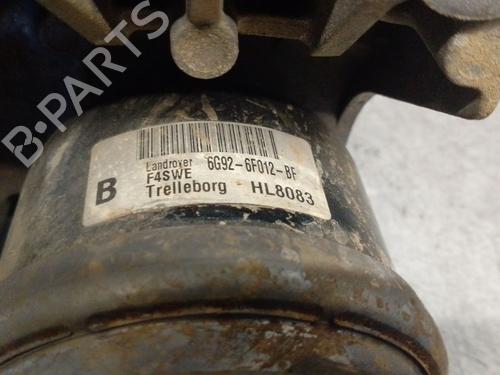 B-PARTS
Landrover 6G92-6F012-BF
F4SWE
B Trelleborg HL8083